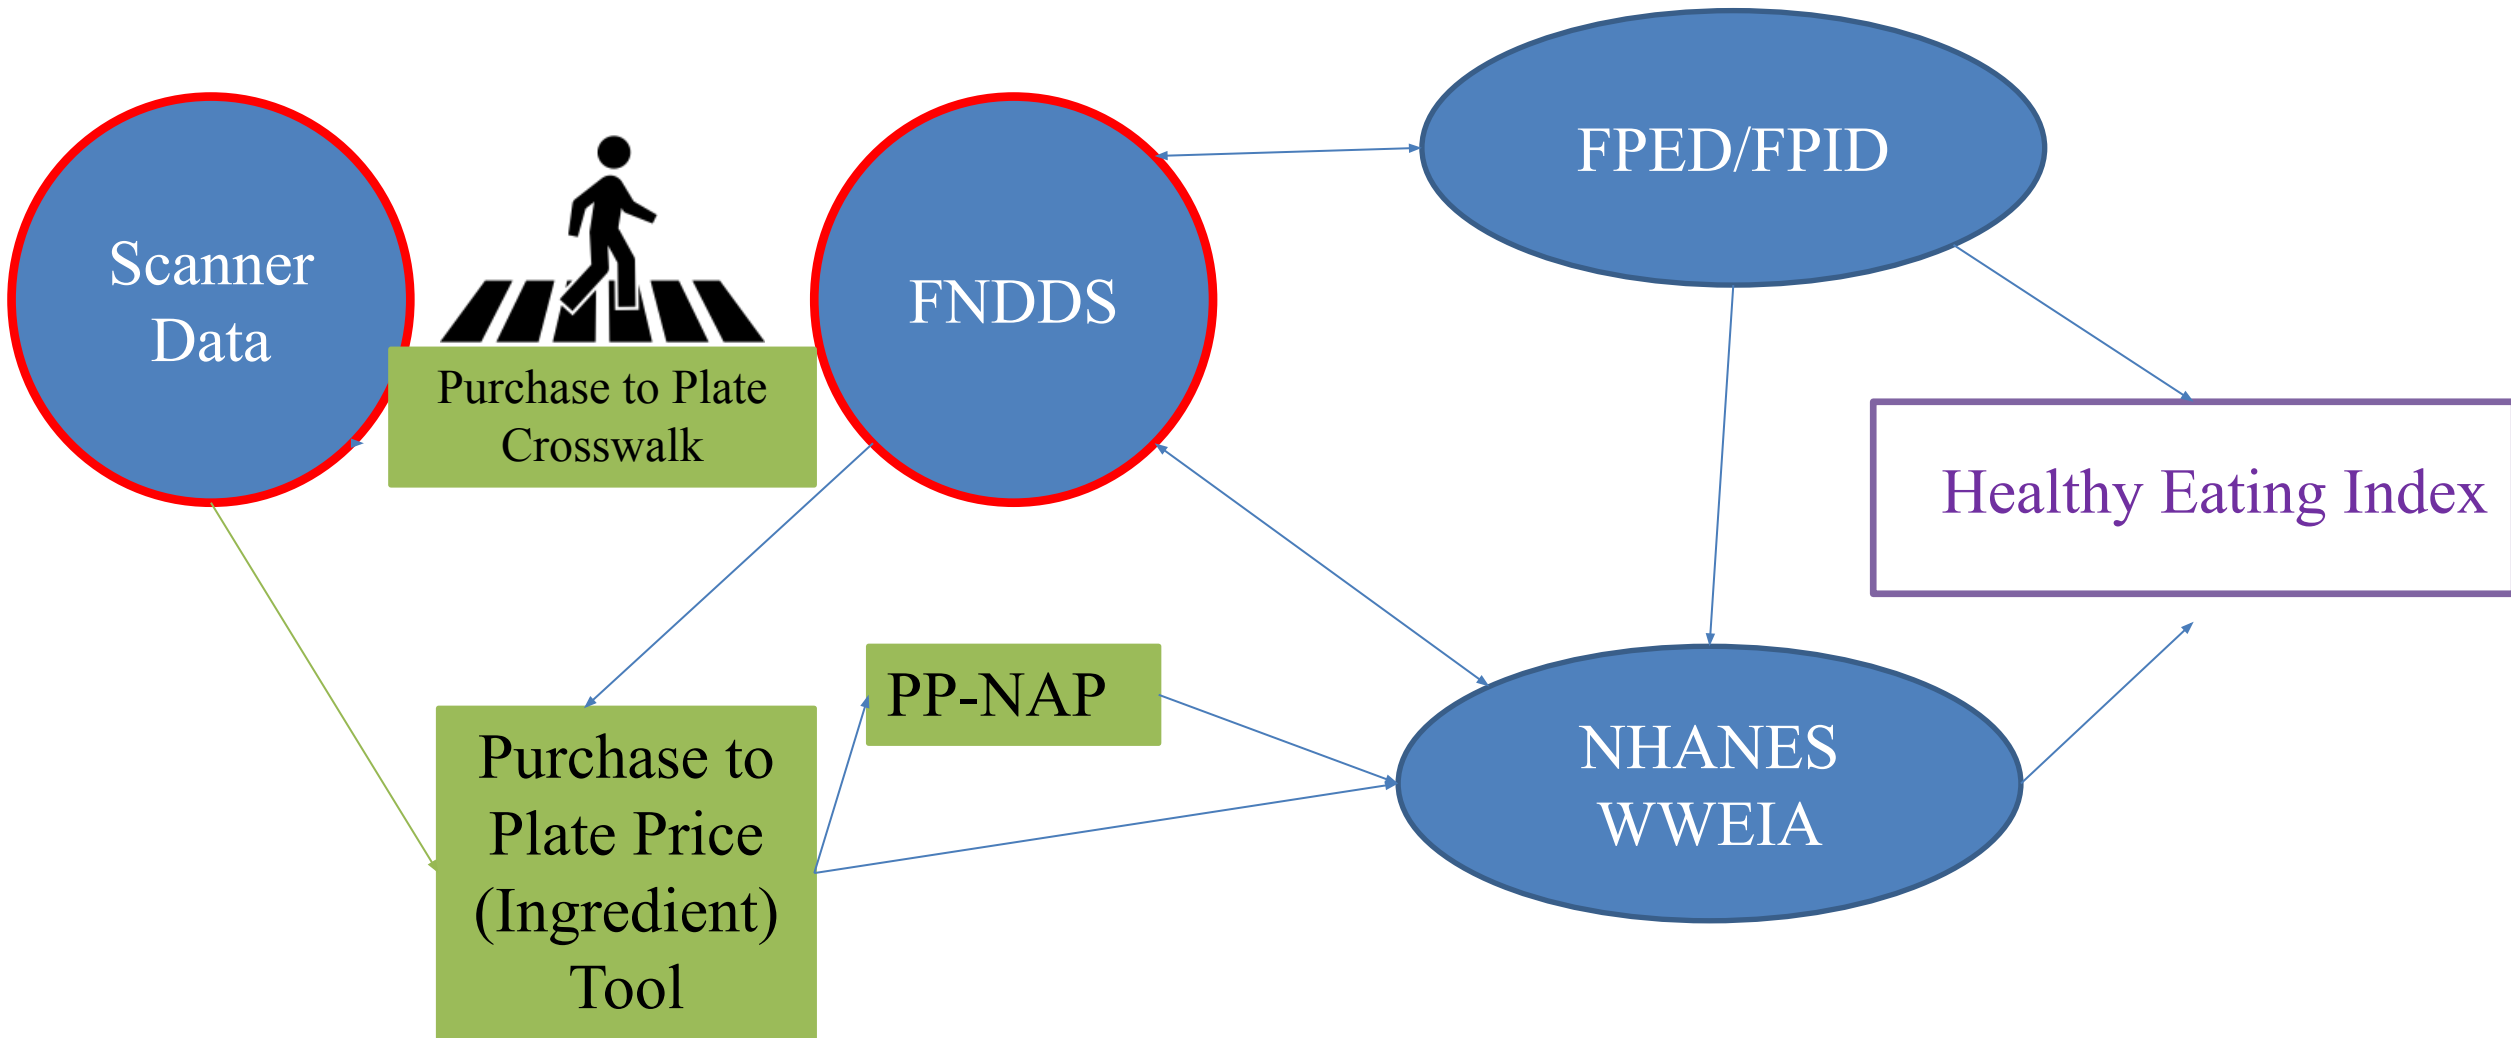 Scanner
Data
Purchase to Plate
Crosswalk
FNDDS
FPED/FPID
Healthy Eating Index
PP-NAP
Purchase to
Plate Price
(Ingredient)
Tool
NHANES
WWEIA